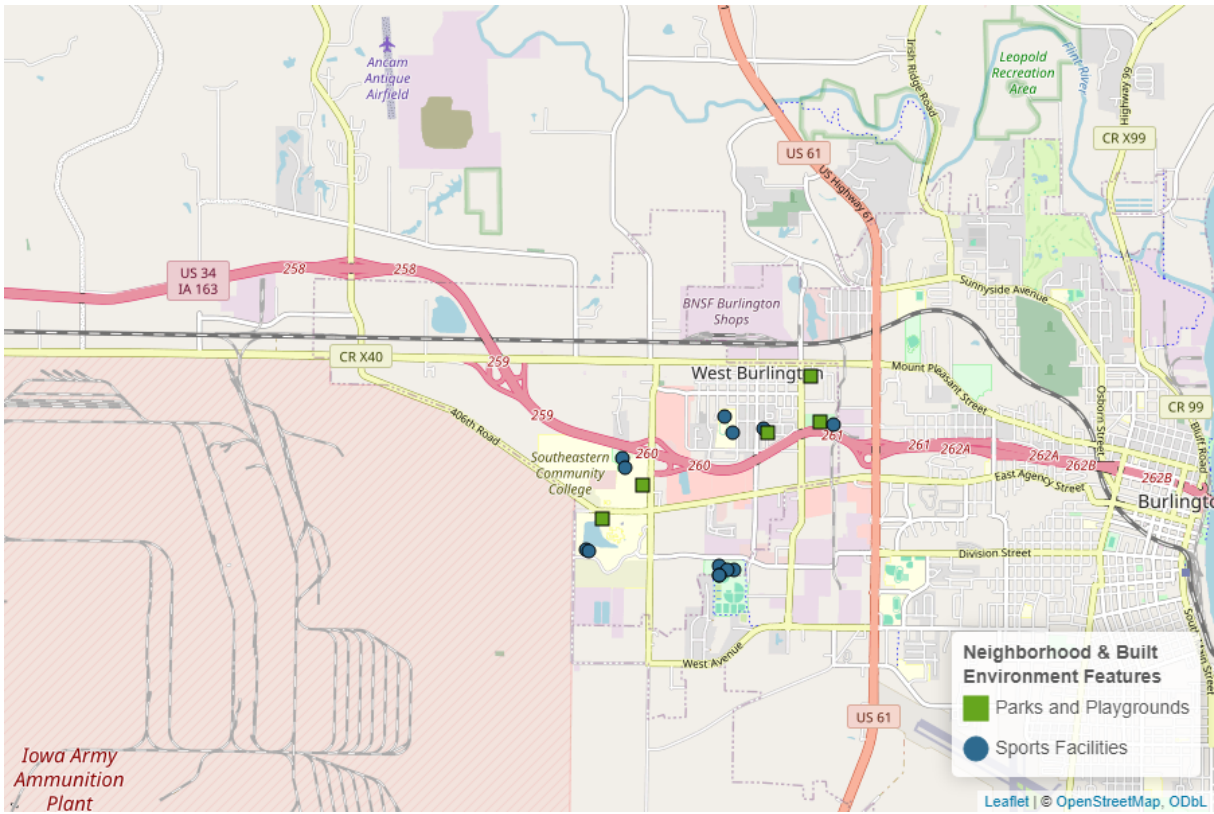 Ancam
Antique
Airfield
Irish Ridge Road
Leopold
Recreation
Area
Flint River
Highway 99
CR X99
US 61
US Highway 61
US 34
IA 163
258
258
Sunnyside Avenue
BNSF Burlington
Shops
CR X40
259
West Burlington
Mount Pleasant Street
Osborn Street
CR 99
Bluff Road
406th Road
259
261
261
262A
262A
262B
262B
260
260
Southeastern
Community
College
East Agency Street
Burlingto
Division Street
West Avenue
US 61
Iowa Army
Ammunition
Plant
Neighborhood & Built
Environment Features
Parks and Playgrounds
Sports Facilities
Leaflet | © OpenStreetMap, ODbL